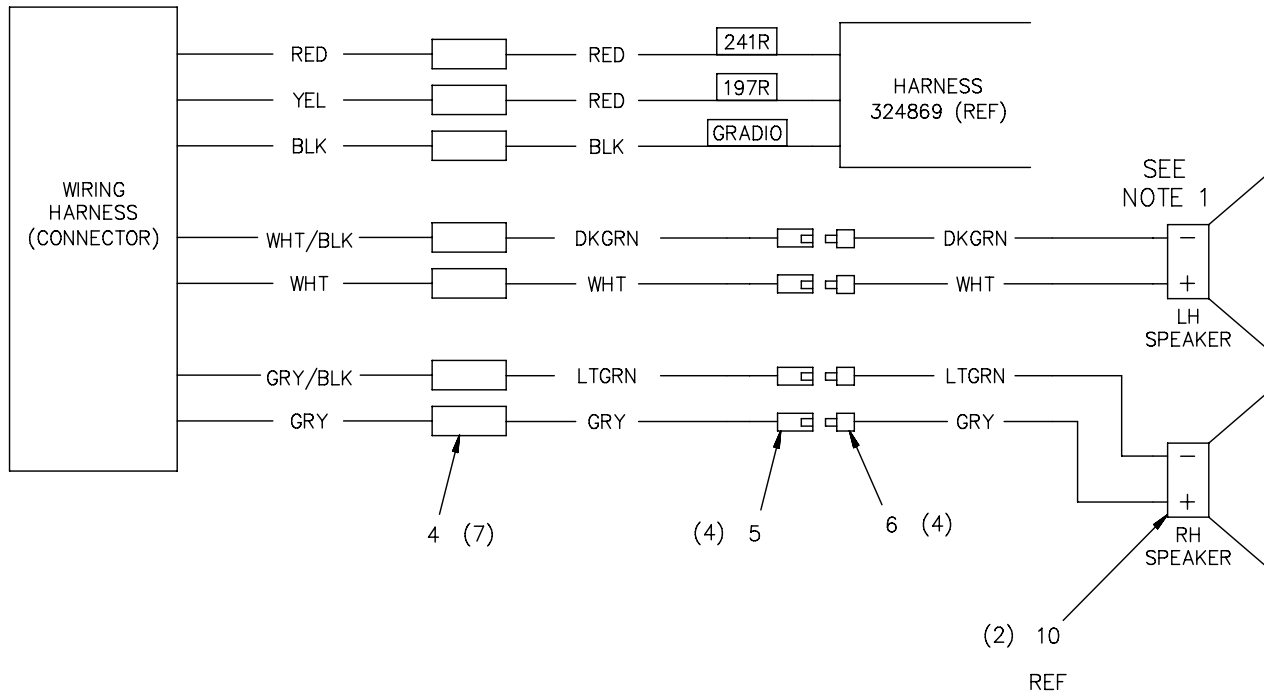 RED RED 241R
YEL RED 197R
BLK BLK GRADIO
HARNESS
324869 (REF)
WIRING
HARNESS
(CONNECTOR)
SEE
NOTE 1
WHT/BLK DKGRN DKGRN −
WHT WHT WHT +
LH
SPEAKER
GRY/BLK LTGRN LTGRN −
GRY GRY GRY +
RH
SPEAKER
4 (7)
(4) 5
6 (4)
(2) 10
REF